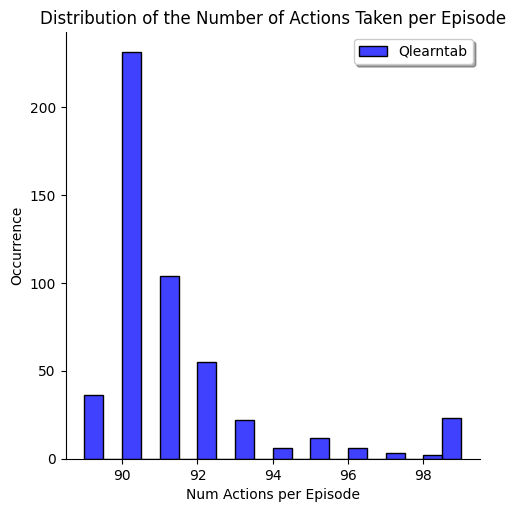 Distribution of the Number of Actions Taken per Episode
Qlearntab
200
150
100
50
0
Occurrence
90 92 94 96 98
Num Actions per Episode